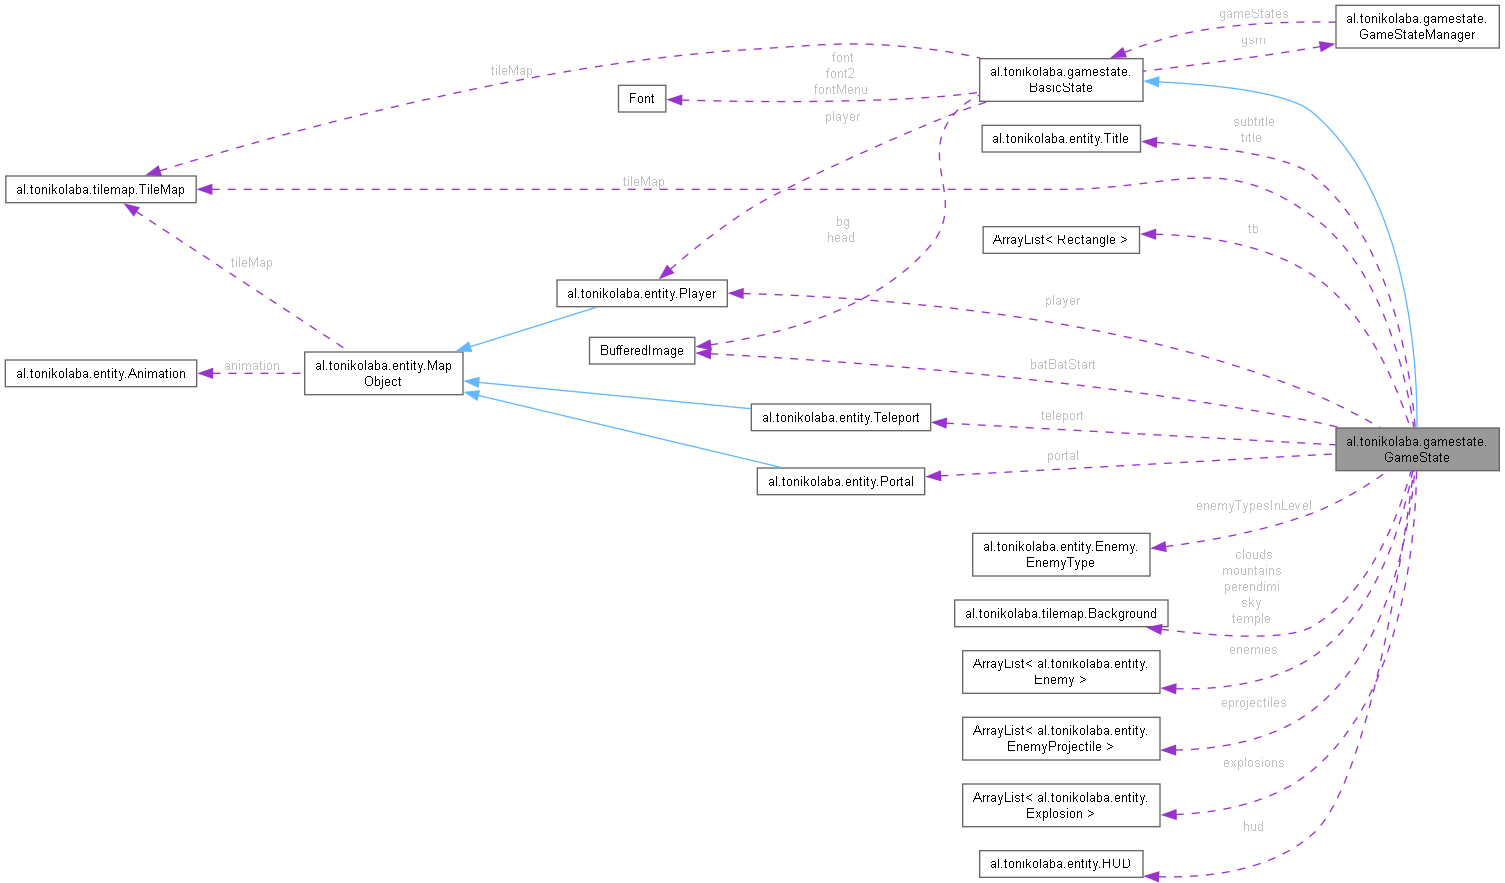 gameStates
al.tonikolaba.gamestate.
GameStateManager
gsm
tileMap
font
font2
fontMenu
al.tonikolaba.gamestate.
BasicState
Font
player
subtitle
title
al.tonikolaba.entity.Title
al.tonikolaba.tilemap.TileMap
tileMap
bg
head
ArrayList< Rectangle >
tb
tileMap
al.tonikolaba.entity.Player
player
BufferedImage
al.tonikolaba.entity.Animation
animation
al.tonikolaba.entity.Map
Object
batBatStart
al.tonikolaba.entity.Teleport
teleport
al.tonikolaba.gamestate.
GameState
al.tonikolaba.entity.Portal
portal
enemyTypesInLevel
al.tonikolaba.entity.Enemy.
EnemyType
clouds
mountains
perendimi
sky
temple
al.tonikolaba.tilemap.Background
enemies
ArrayList< al.tonikolaba.entity.
Enemy >
eprojectiles
ArrayList< al.tonikolaba.entity.
EnemyProjectile >
explosions
ArrayList< al.tonikolaba.entity.
Explosion >
hud
al.tonikolaba.entity.HUD